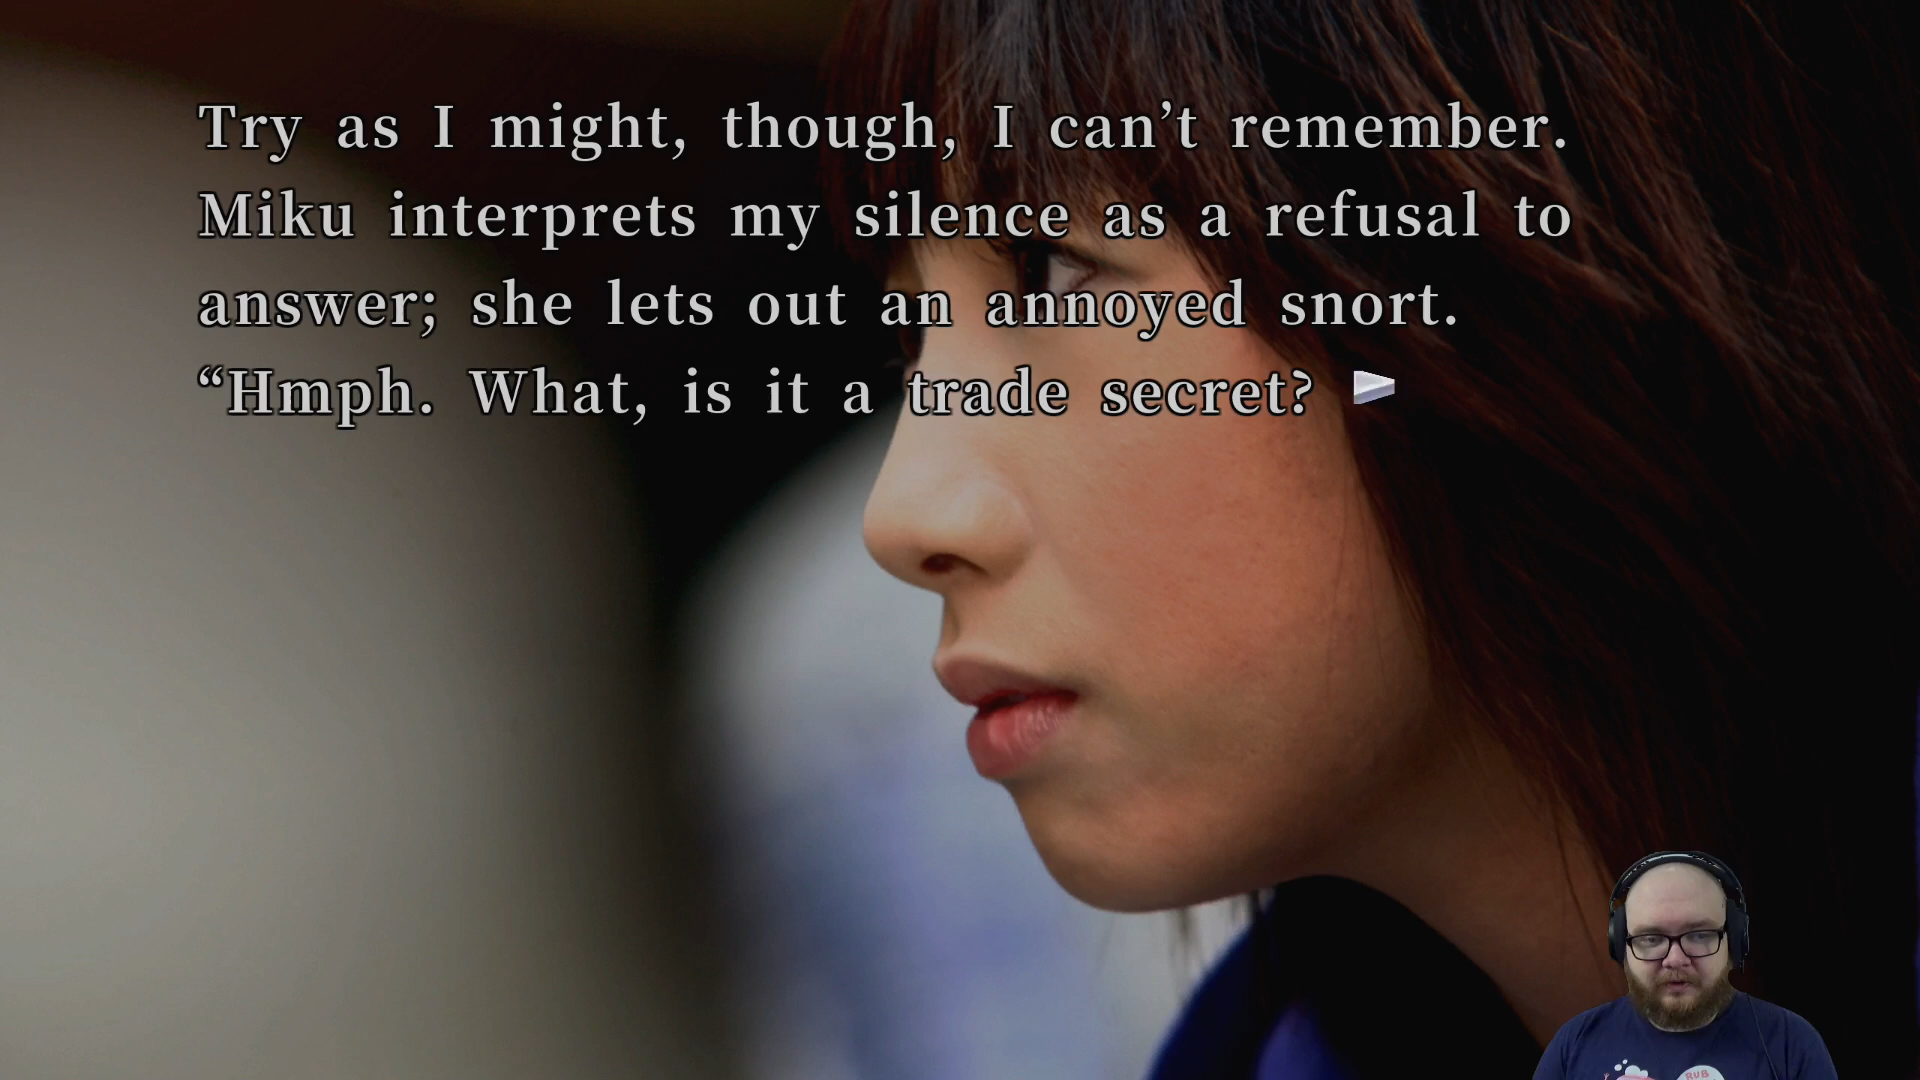 Try as I might, though, I can’t remember.
Miku interprets my silence as a refusal to
answer; she lets out an annoyed snort.
“Hmph. What, is it a trade secret?
RUB